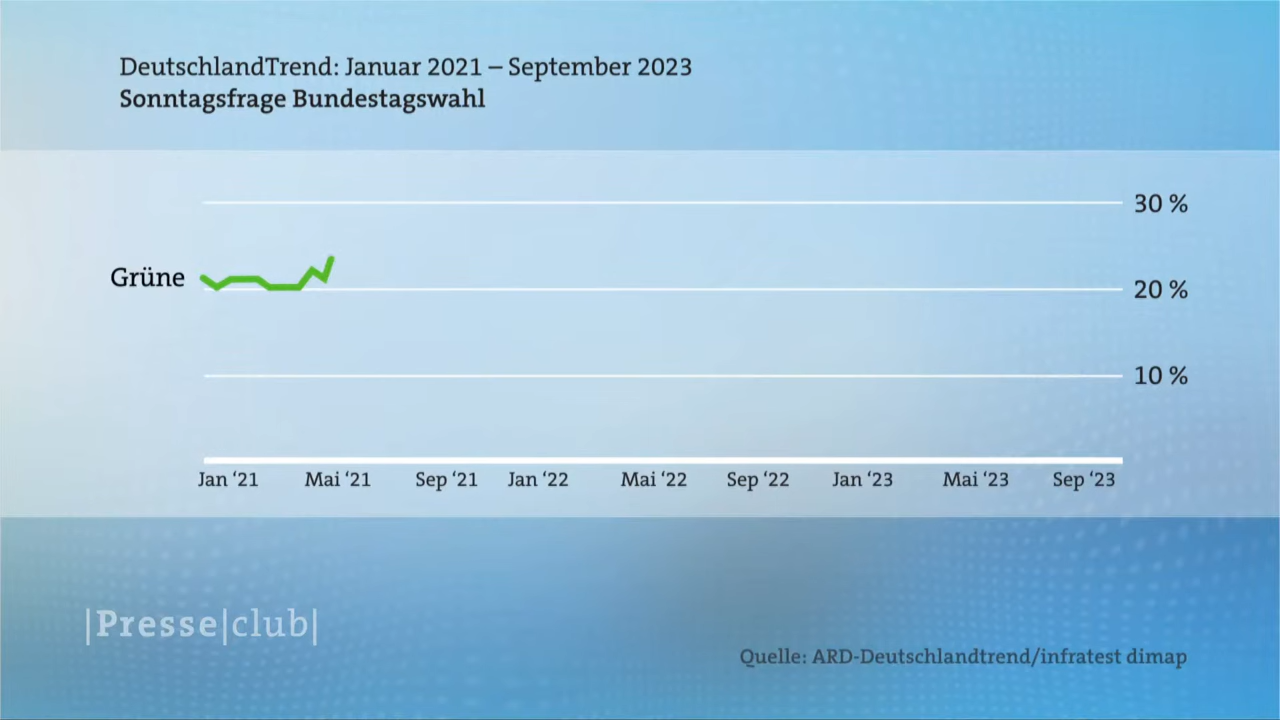 DeutschlandTrend: Januar 2021 – September 2023
Sonntagsfrage Bundestagswahl
30 %
Grüne
20 %
10 %
Jan ‘21 Mai ‘21 Sep ‘21 Jan ‘22 Mai ‘22 Sep ‘22 Jan ‘23 Mai ‘23 Sep ‘23
|Presse|club|
Quelle: ARD-Deutschlandtrend/infratest dimap